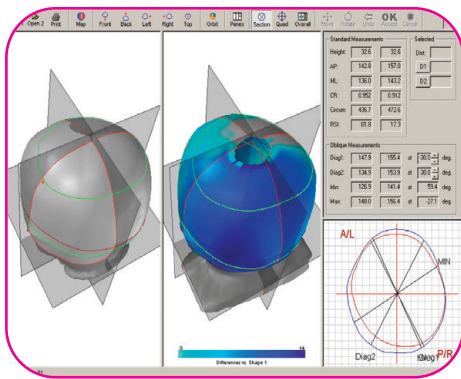 Open 2 Print Map Front Back Left Right Top Orbit Panes Section Quad Overall Move Rotate Undo OK Cancel
Accept
Standard Measurements
Selected
Height: 32.6 32.6
Dist:
AP: 142.8 157.0
D1
ML: 136.0 143.2
D2
CR: 0.952 0.912
Circum: 436.7 472.6
RSI: 61.8 17.3
Oblique Measurements
Diag1: 147.9 155.4 at -30.0 deg.
Diag2: 134.9 153.9 at 30.0 deg.
Min: 126.9 141.4 at 59.4 deg.
Max: 148.0 156.4 at -27.1 deg.
A/L
MIN
Diag2
P/R
0
14
Differences vs. Shape 1